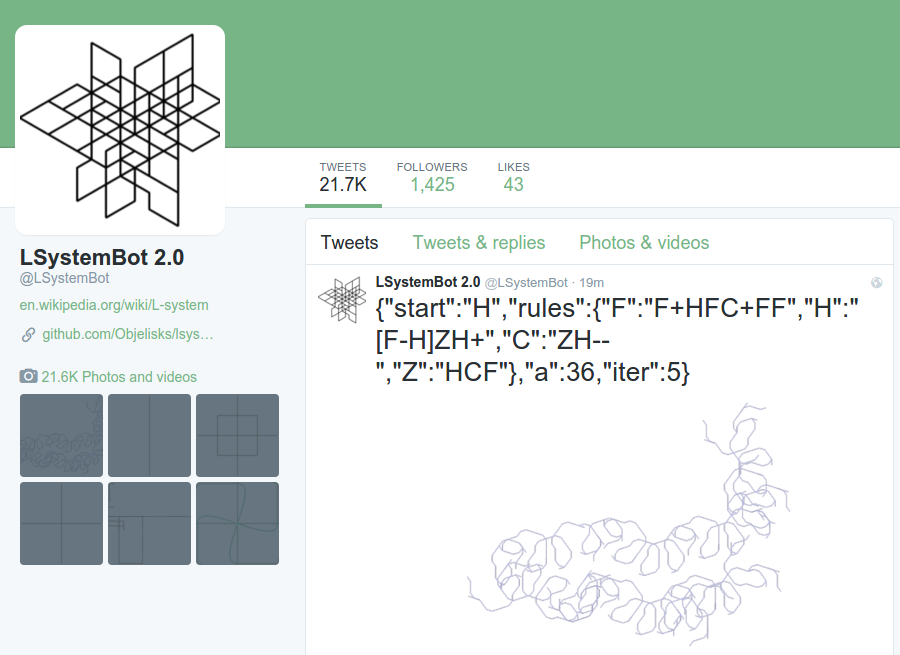 TWEETS FOLLOWERS LIKES
21.7K 1,425 43
LSystemBot 2.0
@LSystemBot
en.wikipedia.org/wiki/L-system
github.com/Objelisks/lsys…
21.6K Photos and videos
Tweets Tweets & replies Photos & videos
LSystemBot 2.0 @LSystemBot · 19m
{"start":"H","rules":{"F":"F+HFC+FF","H":"
[F-H]ZH+","C":"ZH--
","Z":"HCF"},"a":36,"iter":5}